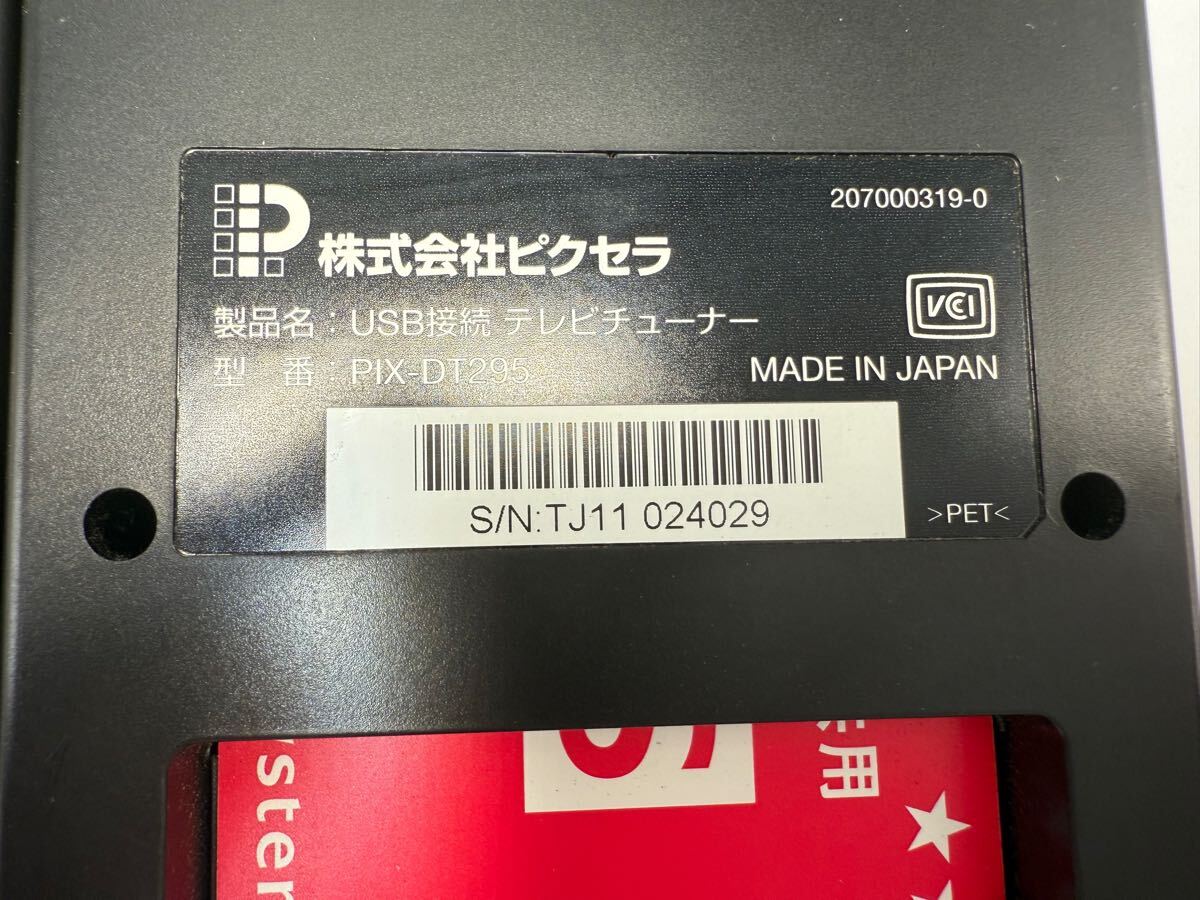 207000319-0
株式会社ピクセラ
製品名：USB接続 テレビチューナー
VCCI
型 番：PIX-DT295
MADE IN JAPAN
S/N:TJ11 024029
>PET<
用